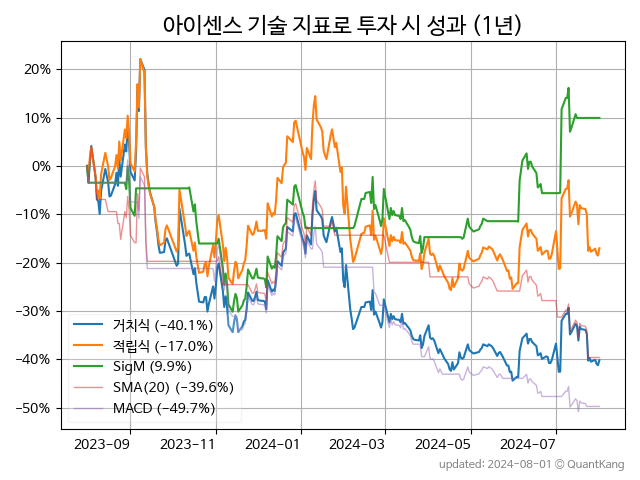 아이센스 기술 지표로 투자 시 성과 (1년)
20%
10%
0%
−10%
−20%
−30%
−40%
−50%
거치식 (−40.1%)
적립식 (−17.0%)
SigM (9.9%)
SMA(20) (−39.6%)
MACD (−49.7%)
2023−09 2023−11 2024−01 2024−03 2024−05 2024−07
updated: 2024-08-01 © QuantKang